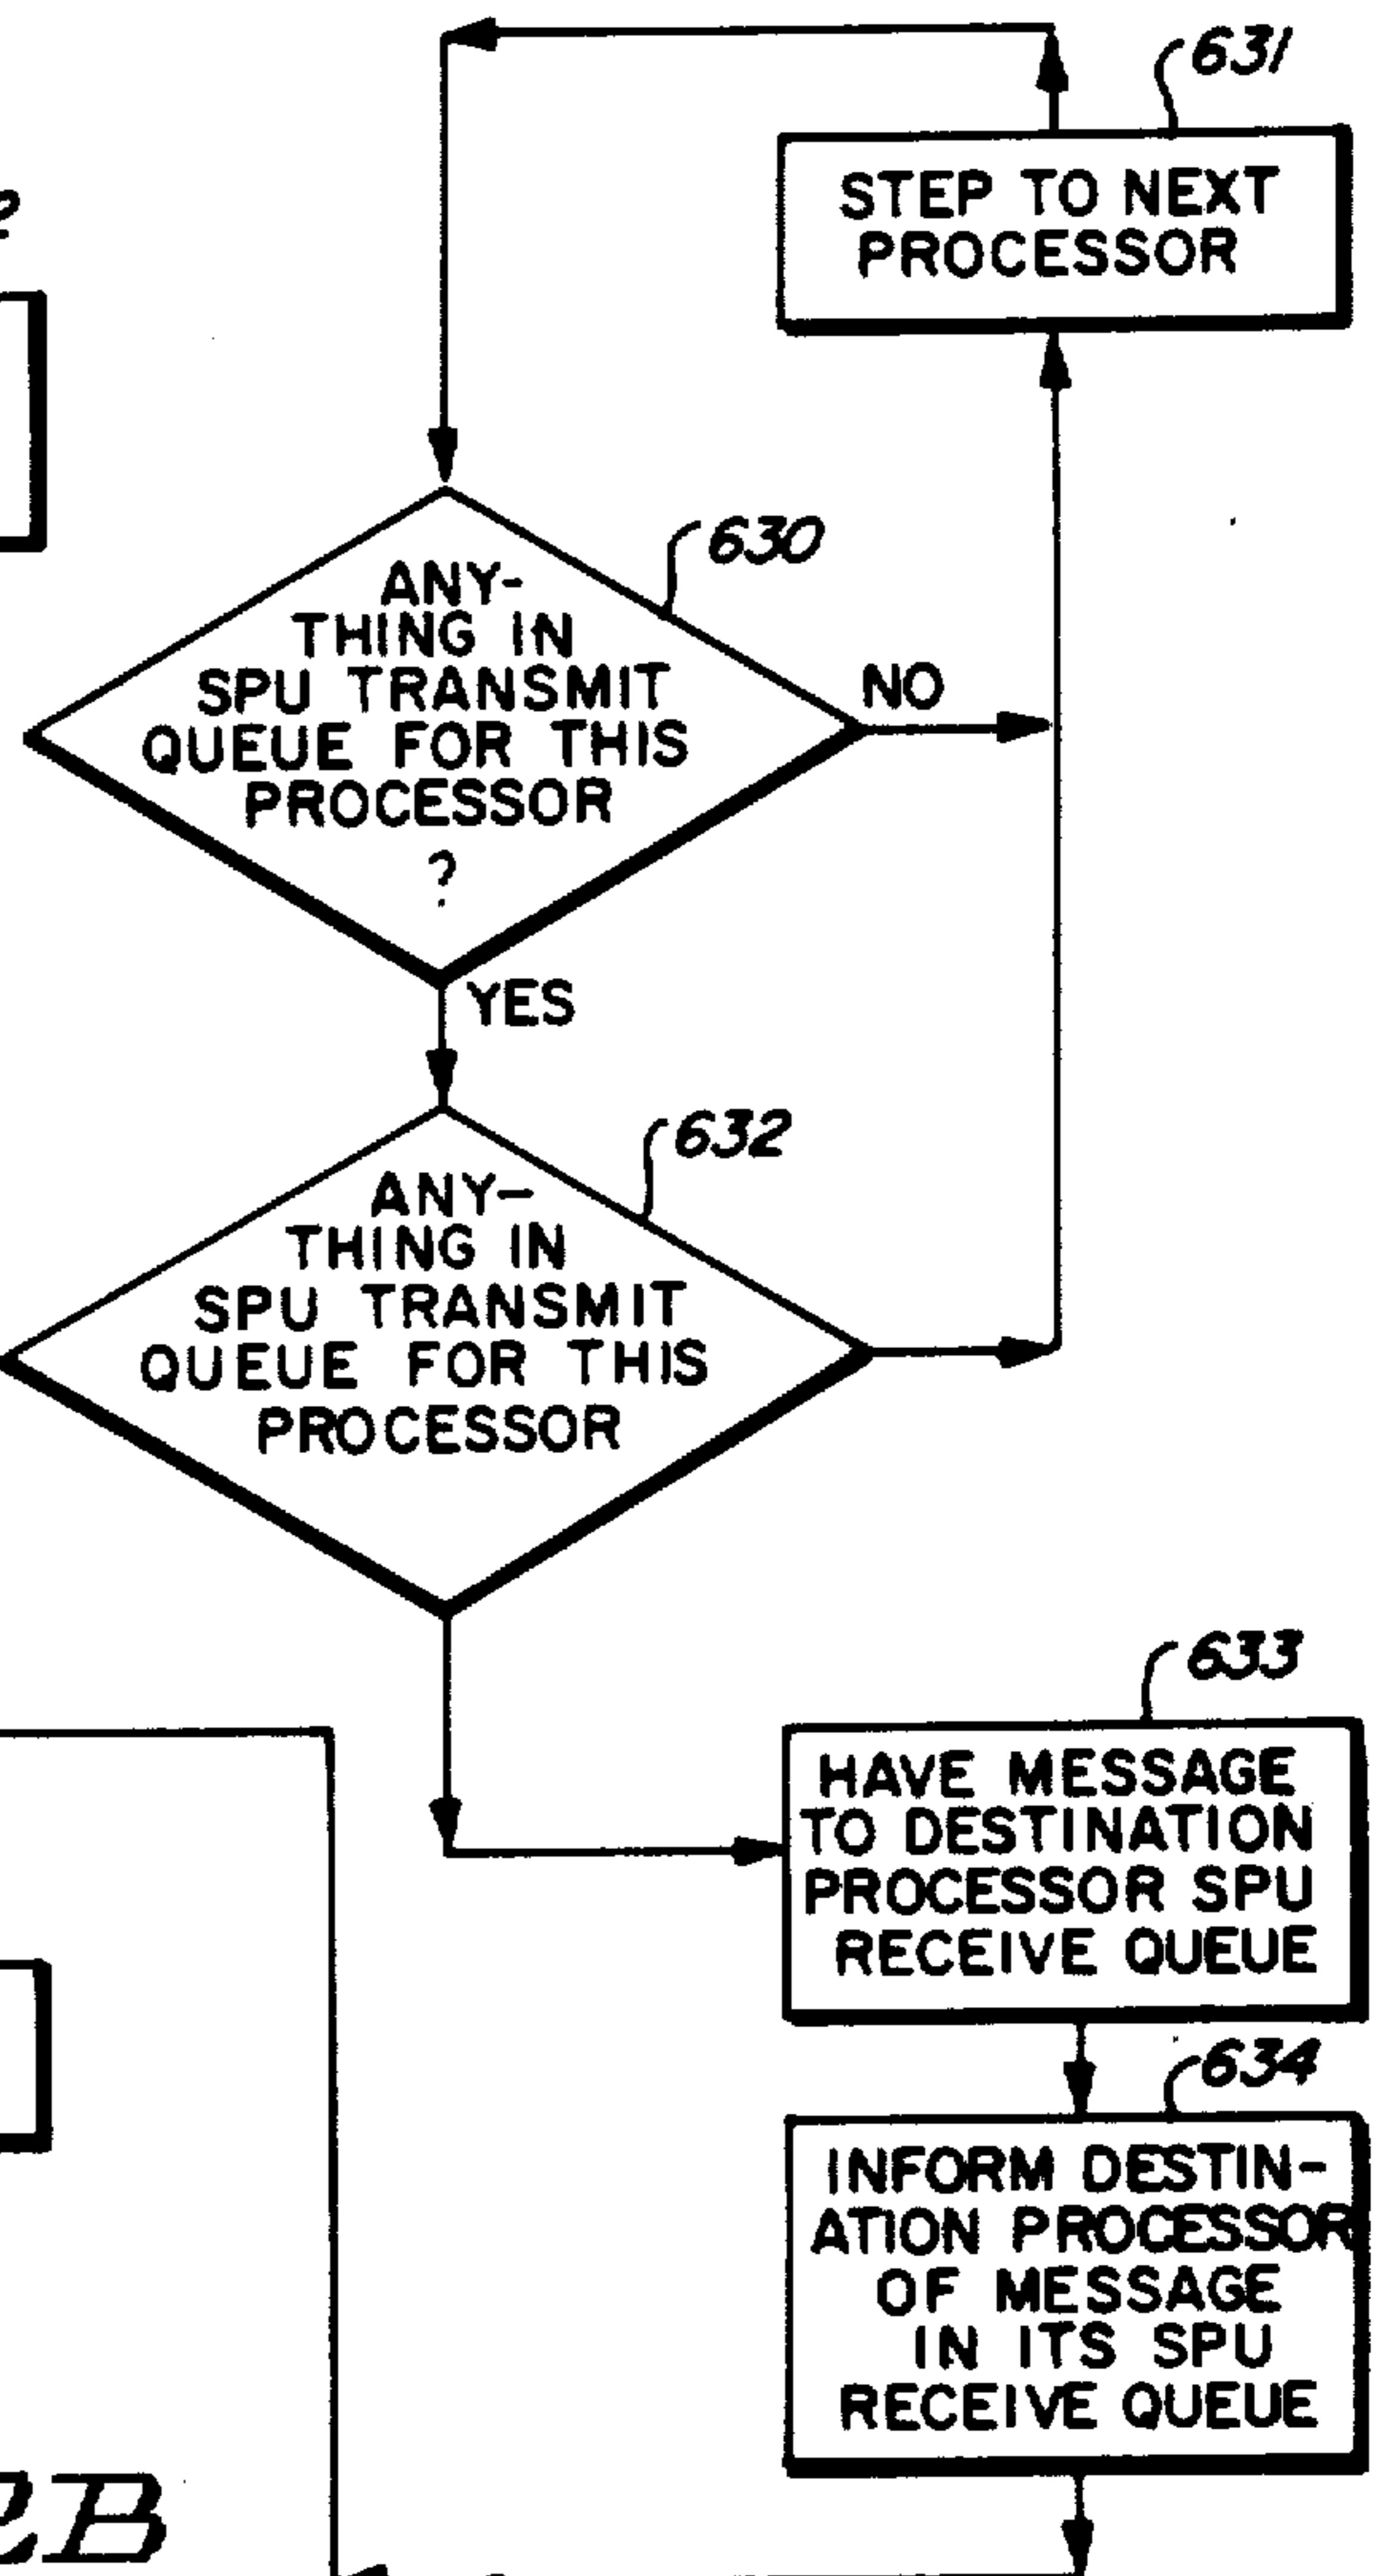 631
STEP TO NEXT
PROCESSOR
630
ANY-
THING IN
SPU TRANSMIT
QUEUE FOR THIS
PROCESSOR
?
NO
YES
632
ANY-
THING IN
SPU TRANSMIT
QUEUE FOR THIS
PROCESSOR
633
HAVE MESSAGE
TO DESTINATION
PROCESSOR SPU
RECEIVE QUEUE
634
INFORM DESTIN-
ATION PROCESSOR
OF MESSAGE
IN ITS SPU
RECEIVE QUEUE
2B